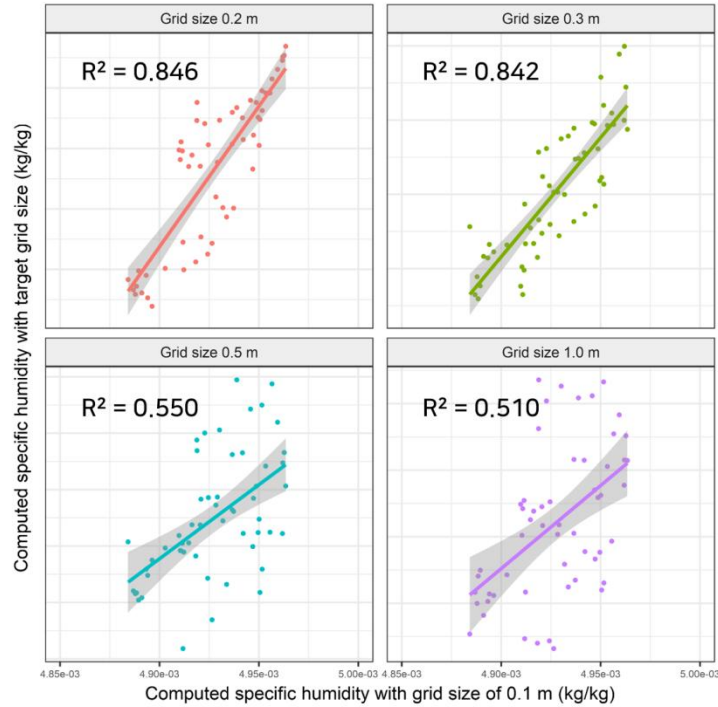 Grid size 0.2 m
Grid size 0.3 m
R² = 0.846
R² = 0.842
Grid size 0.5 m
Grid size 1.0 m
R² = 0.550
R² = 0.510
Computed specific humidity with target grid size (kg/kg)
4.85e-03 4.90e-03 4.95e-03 5.00e-03 4.85e-03 4.90e-03 4.95e-03 5.00e-03
Computed specific humidity with grid size of 0.1 m (kg/kg)